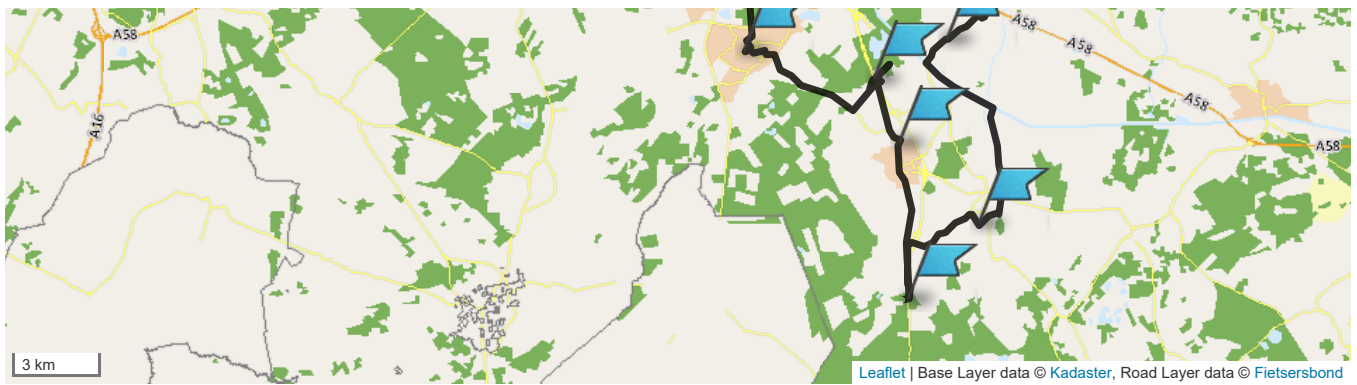 A58
A58
A58
A58
A16
A58
3 km
Leaflet | Base Layer data © Kadaster, Road Layer data © Fietsersbond